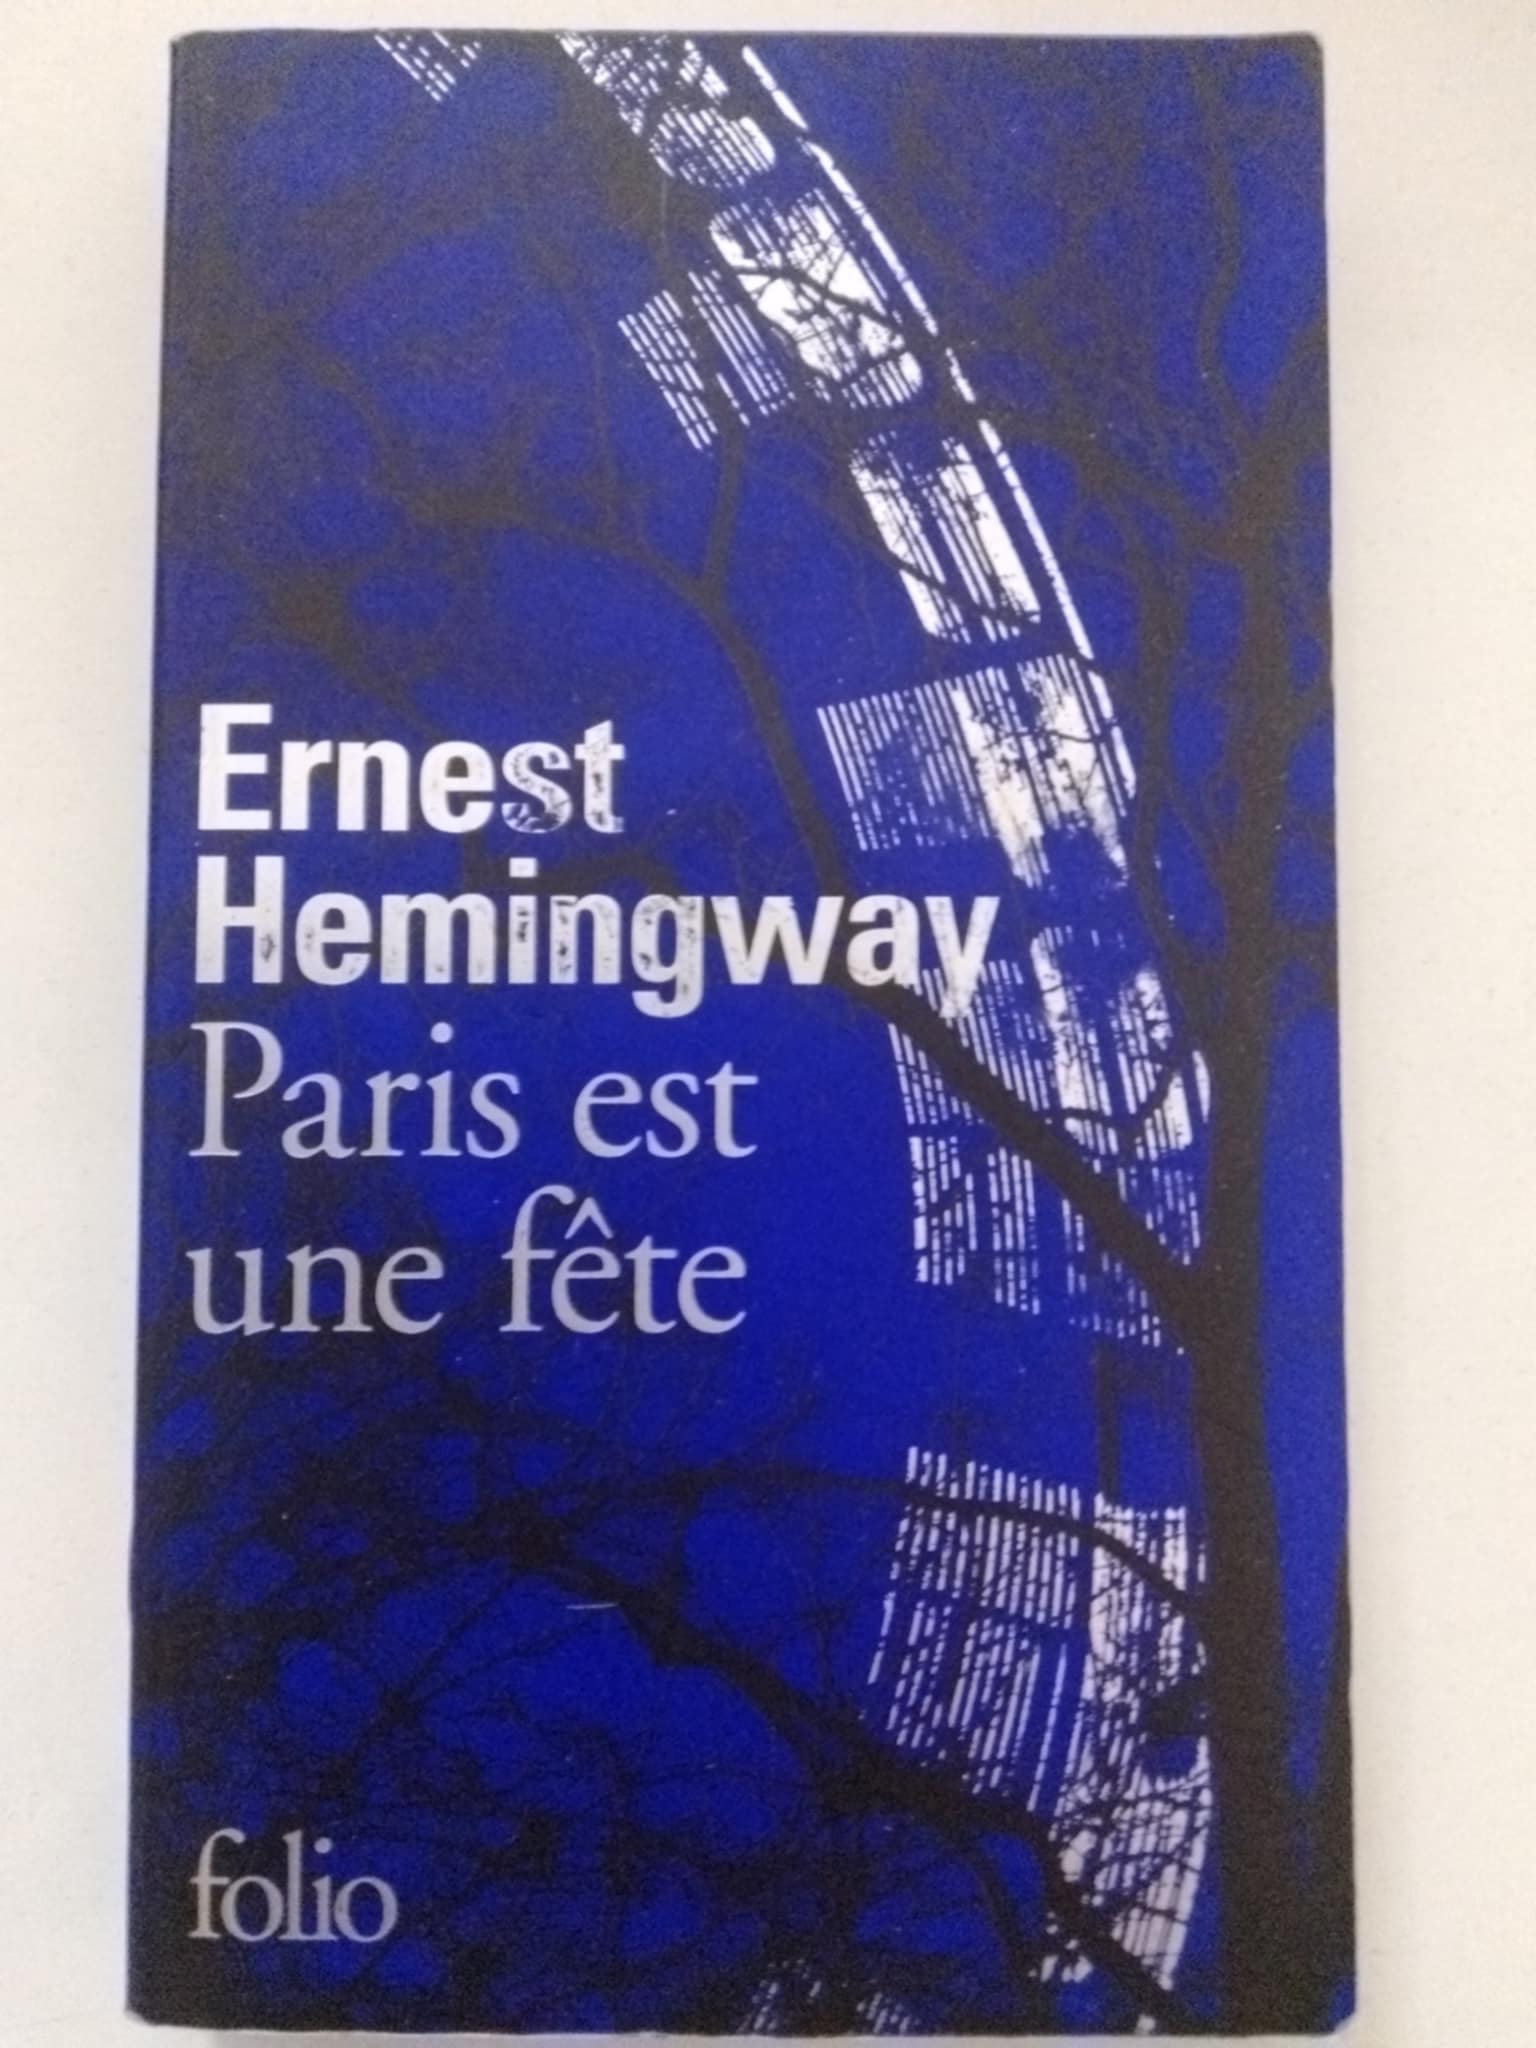 Ernest
Hemingway
Paris est
une fête
folio